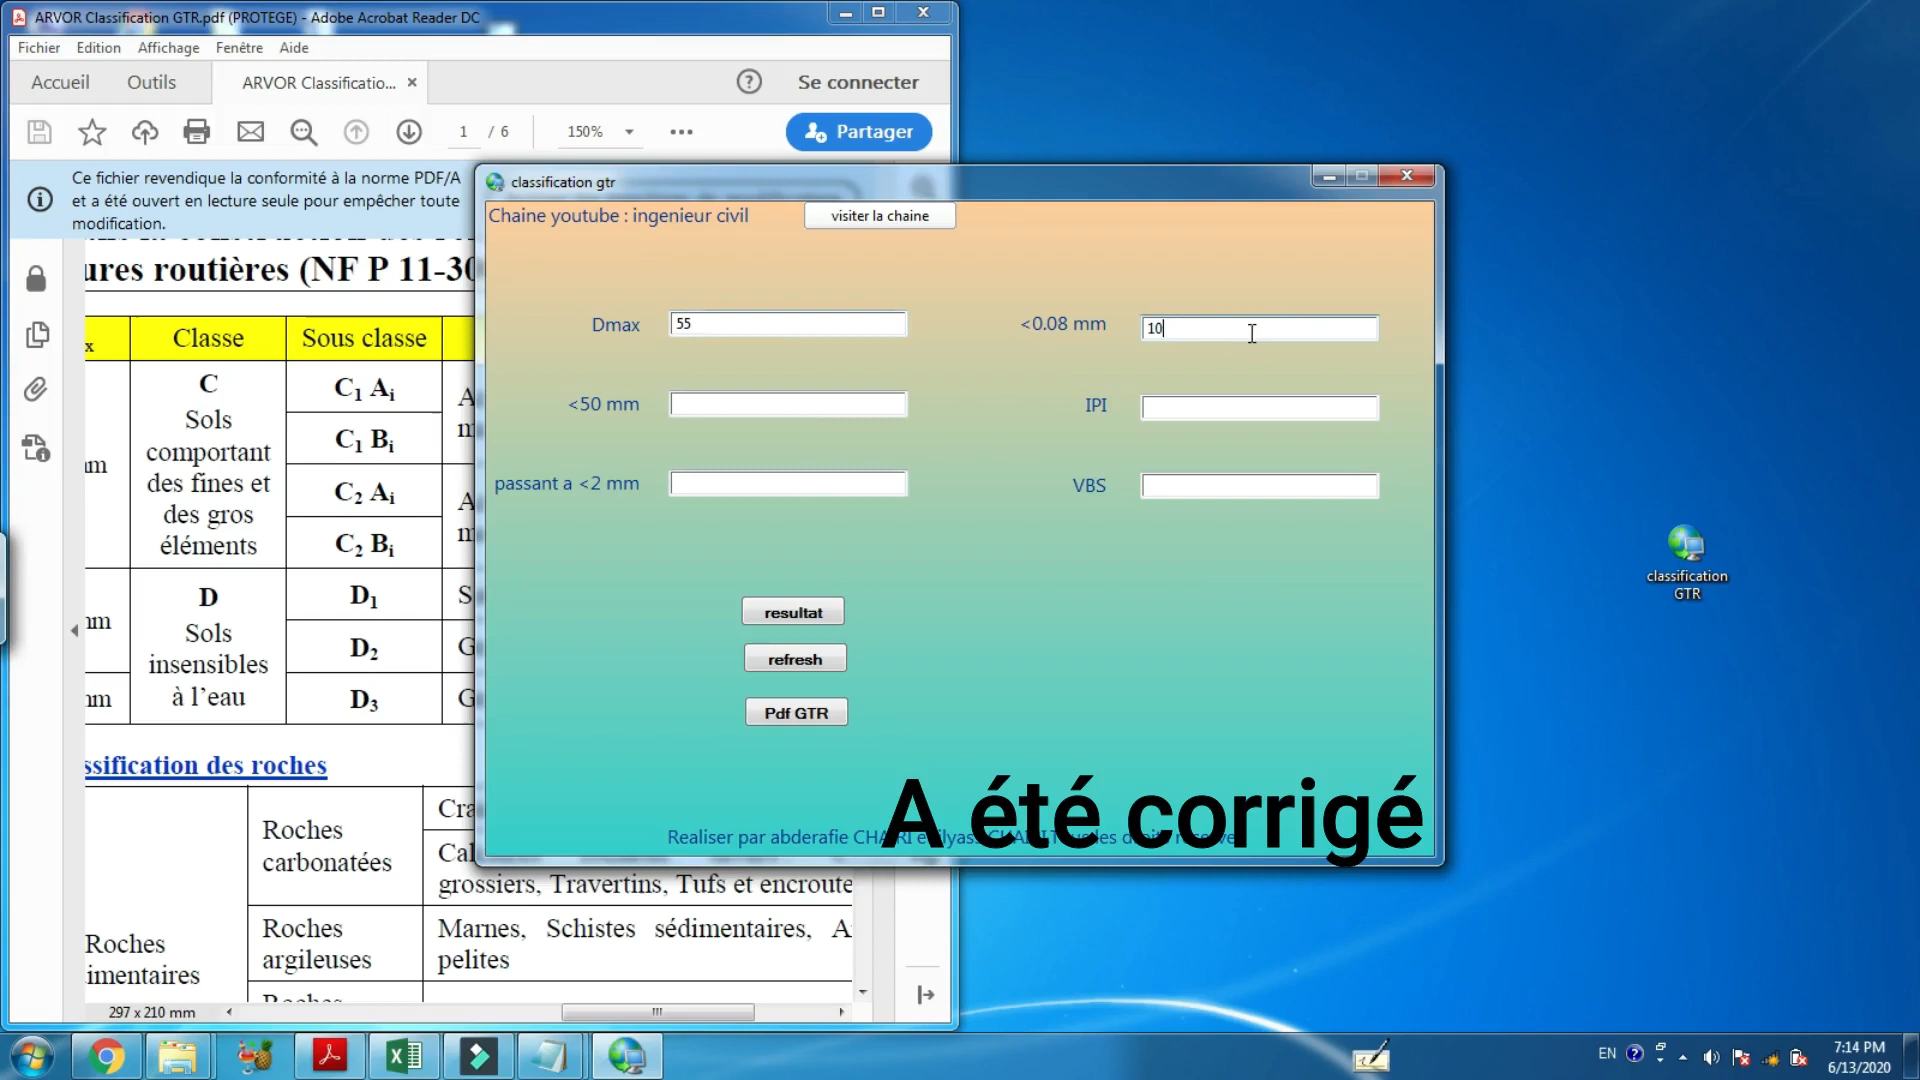 ARVOR Classification GTR.pdf (PROTEGE) - Adobe Acrobat Reader DC
Fichier Edition Affichage Fenêtre Aide
Accueil Outils ARVOR Classificatio... × ? Se connecter
1 / 6 150% Partager
Ce fichier revendique la conformité à la norme PDF/A
et a été ouvert en lecture seule pour empêcher toute
modification.
ures routières (NF P 11-30
x Classe Sous classe
C
Sols
comportant
des fines et
des gros
éléments
C1 Ai
C1 Bi
C2 Ai
C2 Bi
D
Sols
insensibles
à l'eau
D1
D2
D3
ssification des roches
Roches
carbonatées
Cra
Cal
grossiers, Travertins, Tufs et encroute
Roches
argileuses
Marnes, Schistes sédimentaires, A
pelites
Roches
imentaires
297 x 210 mm
classification gtr
Chaine youtube : ingenieur civil visiter la chaine
Dmax 55 <0.08 mm 10
<50 mm IPI
passant a <2 mm VBS
resultat
refresh
Pdf GTR
A été corrigé
Realiser par abderafie
classification
GTR
EN
7:14 PM
6/13/2020